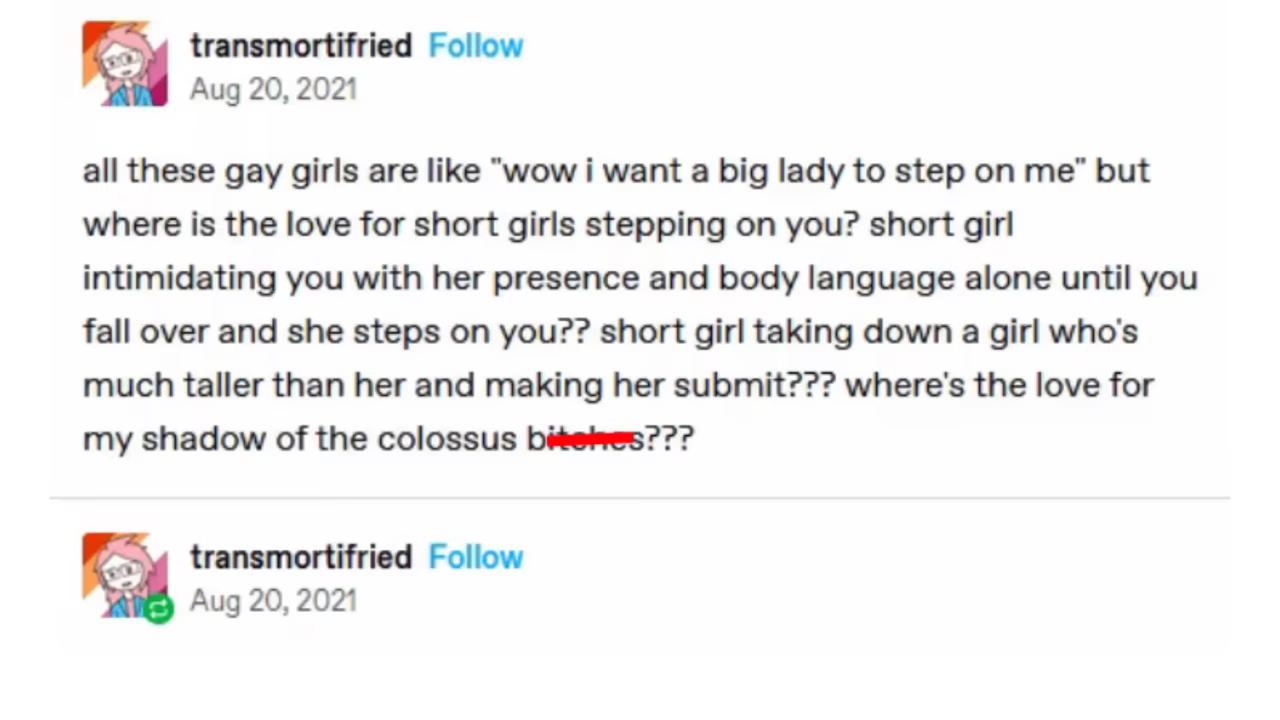 transmortifried Follow
Aug 20, 2021
all these gay girls are like "wow i want a big lady to step on me" but
where is the love for short girls stepping on you? short girl
intimidating you with her presence and body language alone until you
fall over and she steps on you?? short girl taking down a girl who's
much taller than her and making her submit??? where's the love for
my shadow of the colossus bitches???
transmortifried Follow
Aug 20, 2021